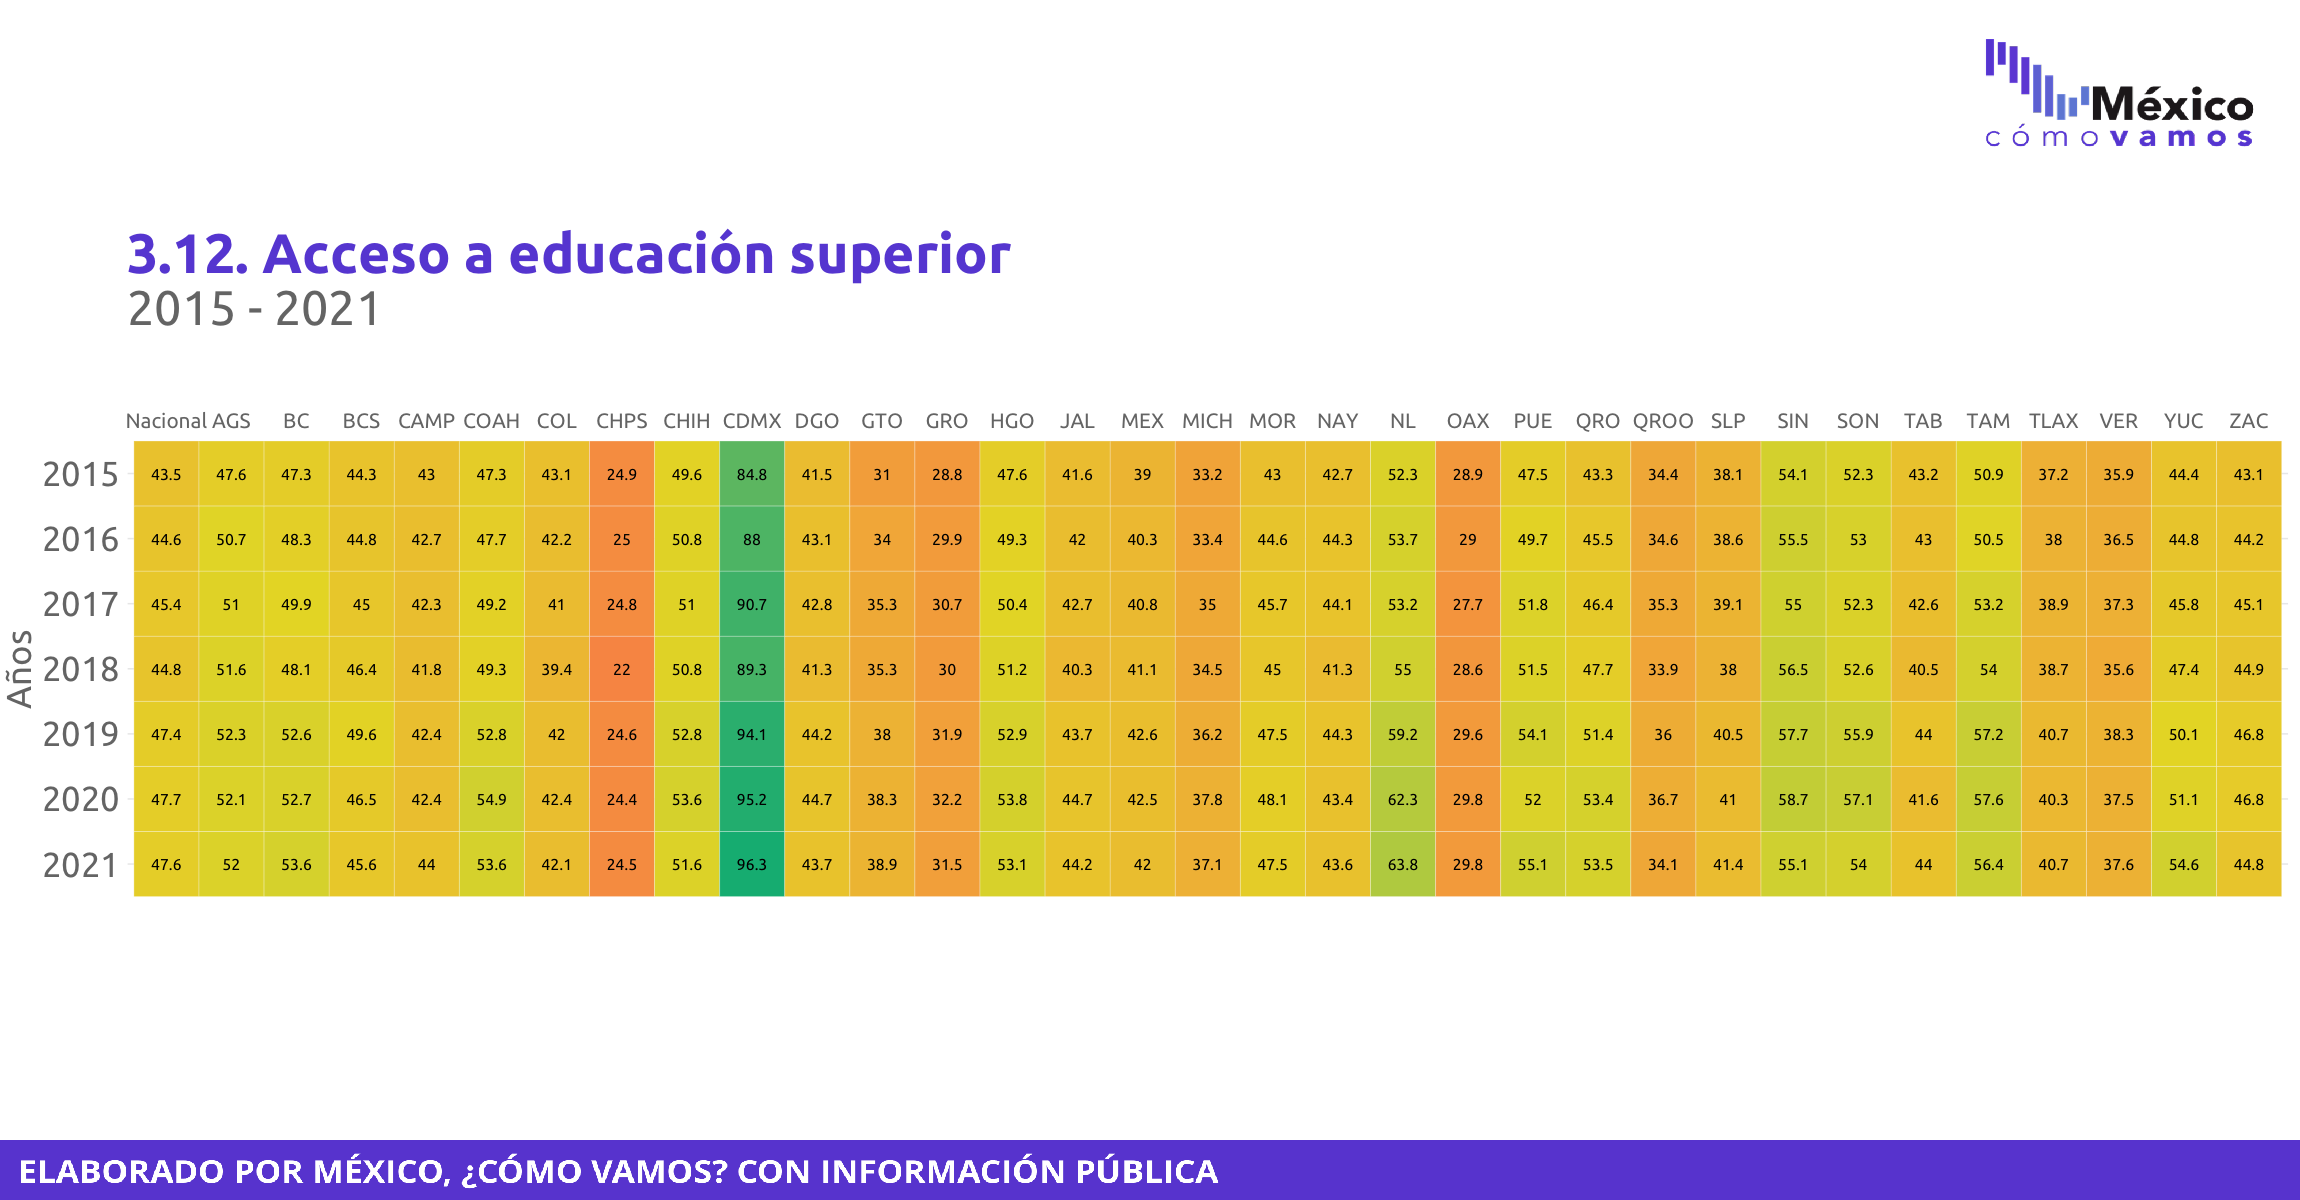 México
cómo vamos
3.12. Acceso a educación superior
2015 - 2021
Nacional AGS BC BCS CAMP COAH COL CHPS CHIH CDMX DGO GTO GRO HGO JAL MEX MICH MOR NAY NL OAX PUE QRO QROO SLP SIN SON TAB TAM TLAX VER YUC ZAC
2015 43.5 47.6 47.3 44.3 43 47.3 43.1 24.9 49.6 84.8 41.5 31 28.8 47.6 41.6 39 33.2 43 42.7 52.3 28.9 47.5 43.3 34.4 38.1 54.1 52.3 43.2 50.9 37.2 35.9 44.4 43.1
2016 44.6 50.7 48.3 44.8 42.7 47.7 42.2 25 50.8 88 43.1 34 29.9 49.3 42 40.3 33.4 44.6 44.3 53.7 29 49.7 45.5 34.6 38.6 55.5 53 43 50.5 38 36.5 44.8 44.2
2017 45.4 51 49.9 45 42.3 49.2 41 24.8 51 90.7 42.8 35.3 30.7 50.4 42.7 40.8 35 45.7 44.1 53.2 27.7 51.8 46.4 35.3 39.1 55 52.3 42.6 53.2 38.9 37.3 45.8 45.1
Años
2018 44.8 51.6 48.1 46.4 41.8 49.3 39.4 22 50.8 89.3 41.3 35.3 30 51.2 40.3 41.1 34.5 45 41.3 55 28.6 51.5 47.7 33.9 38 56.5 52.6 40.5 54 38.7 35.6 47.4 44.9
2019 47.4 52.3 52.6 49.6 42.4 52.8 42 24.6 52.8 94.1 44.2 38 31.9 52.9 43.7 42.6 36.2 47.5 44.3 59.2 29.6 54.1 51.4 36 40.5 57.7 55.9 44 57.2 40.7 38.3 50.1 46.8
2020 47.7 52.1 52.7 46.5 42.4 54.9 42.4 24.4 53.6 95.2 44.7 38.3 32.2 53.8 44.7 42.5 37.8 48.1 43.4 62.3 29.8 52 53.4 36.7 41 58.7 57.1 41.6 57.6 40.3 37.5 51.1 46.8
2021 47.6 52 53.6 45.6 44 53.6 42.1 24.5 51.6 96.3 43.7 38.9 31.5 53.1 44.2 42 37.1 47.5 43.6 63.8 29.8 55.1 53.5 34.1 41.4 55.1 54 44 56.4 40.7 37.6 54.6 44.8
ELABORADO POR MÉXICO, ¿CÓMO VAMOS? CON INFORMACIÓN PÚBLICA